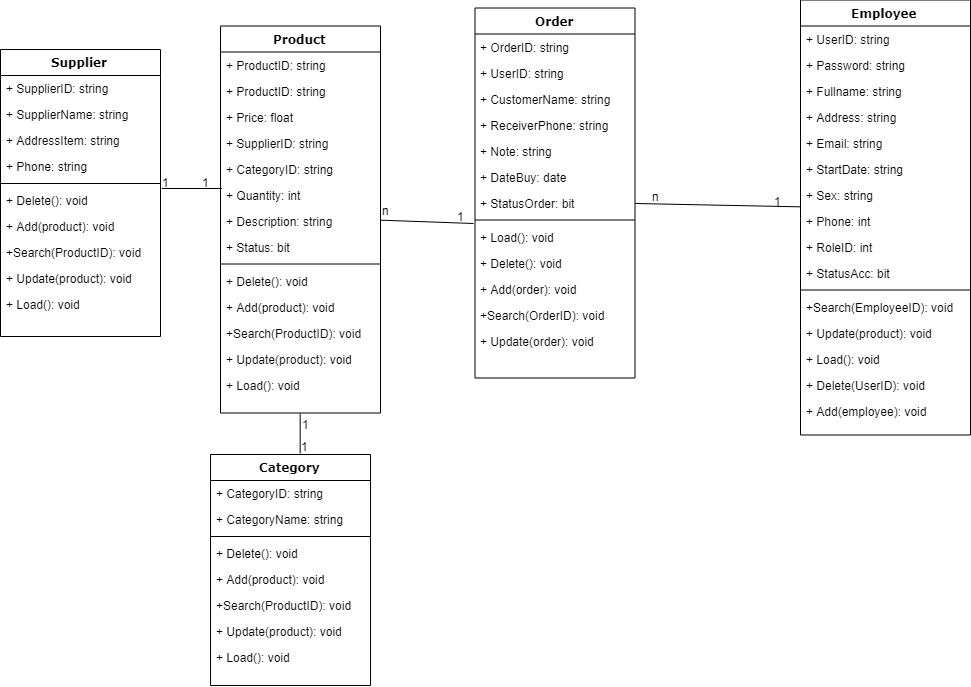 Supplier
+ SupplierID: string
+ SupplierName: string
+ AddressItem: string
+ Phone: string
+ Delete(): void
+ Add(product): void
+Search(ProductID): void
+ Update(product): void
+ Load(): void
1
1
Product
+ ProductID: string
+ ProductID: string
+ Price: float
+ SupplierID: string
+ CategoryID: string
+ Quantity: int
+ Description: string
+ Status: bit
+ Delete(): void
+ Add(product): void
+Search(ProductID): void
+ Update(product): void
+ Load(): void
n
1
Order
+ OrderID: string
+ UserID: string
+ CustomerName: string
+ ReceiverPhone: string
+ Note: string
+ DateBuy: date
+ StatusOrder: bit
+ Load(): void
+ Delete(): void
+ Add(order): void
+Search(OrderID): void
+ Update(order): void
n
1
Employee
+ UserID: string
+ Password: string
+ Fullname: string
+ Address: string
+ Email: string
+ StartDate: string
+ Sex: string
+ Phone: int
+ RoleID: int
+ StatusAcc: bit
+Search(EmployeeID): void
+ Update(product): void
+ Load(): void
+ Delete(UserID): void
+ Add(employee): void
1
1
Category
+ CategoryID: string
+ CategoryName: string
+ Delete(): void
+ Add(product): void
+Search(ProductID): void
+ Update(product): void
+ Load(): void